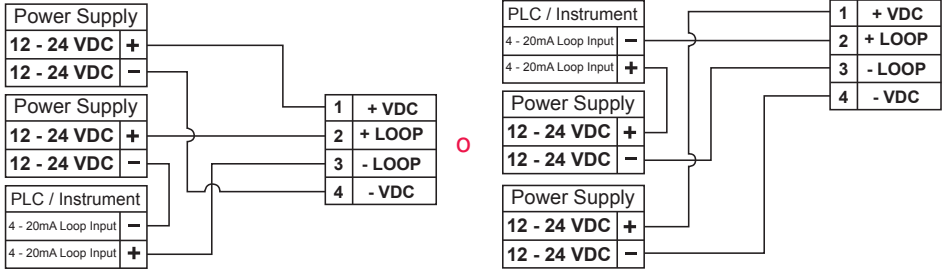 Power Supply
12 - 24 VDC +
12 - 24 VDC −
Power Supply
12 - 24 VDC +
12 - 24 VDC −
PLC / Instrument
4 - 20mA Loop Input −
4 - 20mA Loop Input +
1 + VDC
2 + LOOP
3 - LOOP
4 - VDC
o
PLC / Instrument
4 - 20mA Loop Input −
4 - 20mA Loop Input +
Power Supply
12 - 24 VDC +
12 - 24 VDC −
Power Supply
12 - 24 VDC +
12 - 24 VDC −
1 + VDC
2 + LOOP
3 - LOOP
4 - VDC